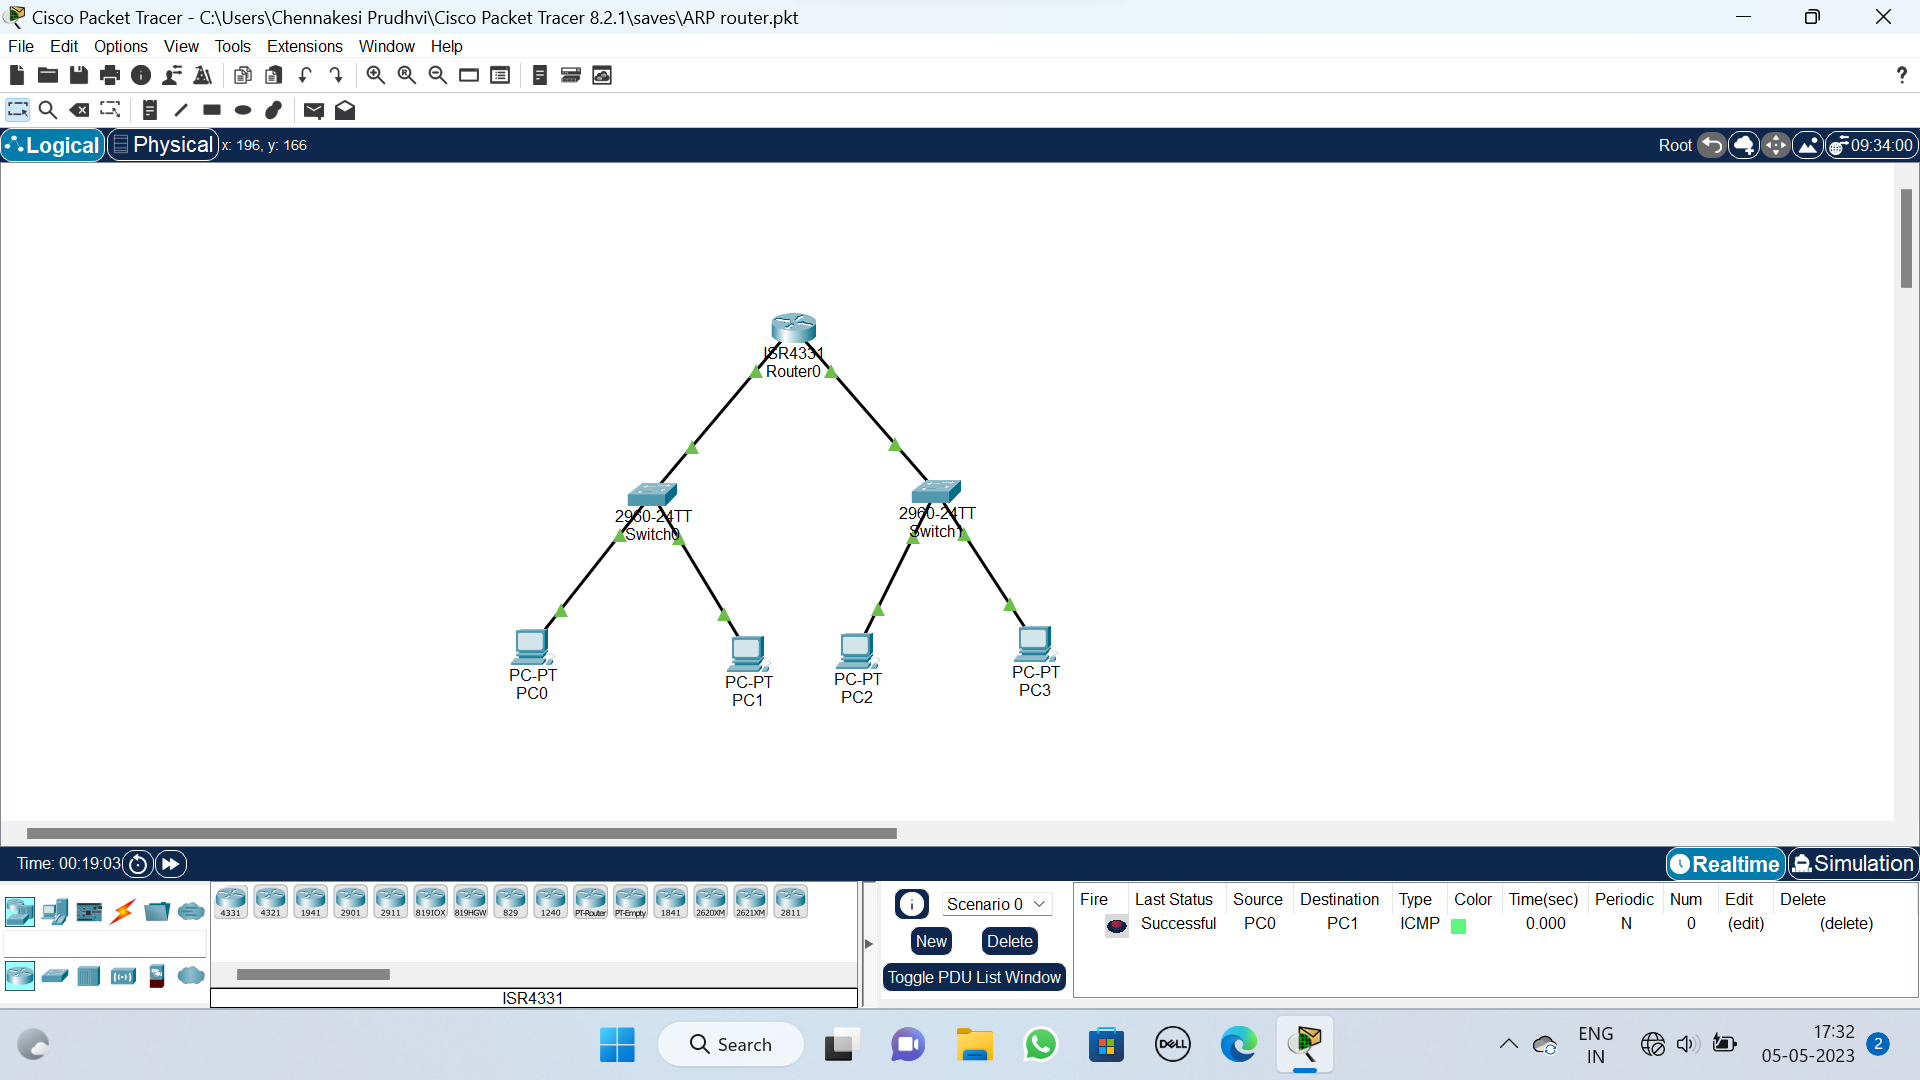 Cisco Packet Tracer - C:\Users\Chennakesi Prudhvi\Cisco Packet Tracer 8.2.1\saves\ARP router.pkt
File Edit Options View Tools Extensions Window Help
?
Logical Physical x: 196, y: 166 Root 09:34:00
ISR4331
Router0
2960-24TT
Switch0
2960-24TT
Switch1
PC-PT
PC0
PC-PT
PC1
PC-PT
PC2
PC-PT
PC3
Time: 00:19:03 Realtime Simulation
4331 4321 1941 2901 2911 819IOX 819HGW 829 1240 PT-Router PT-Empty 1841 2620XM 2621XM 2811
ISR4331
Scenario 0
New Delete
Toggle PDU List Window
Fire Last Status Source Destination Type Color Time(sec) Periodic Num Edit Delete
Successful PC0 PC1 ICMP 0.000 N 0 (edit) (delete)
Search
DELL
ENG
IN
17:32
05-05-2023
2